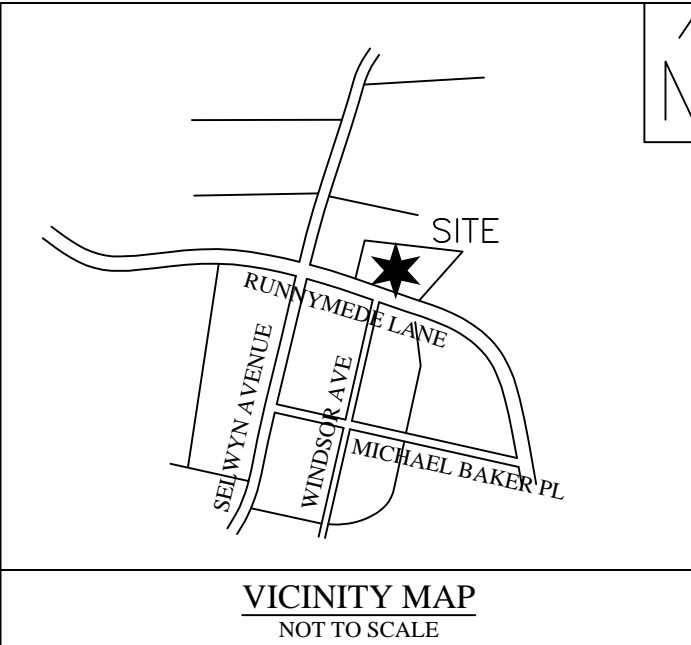 N
SITE
RUNNYMEDE LANE
SELWYN AVENUE
WINDSOR AVE
MICHAEL BAKER PL
VICINITY MAP
NOT TO SCALE